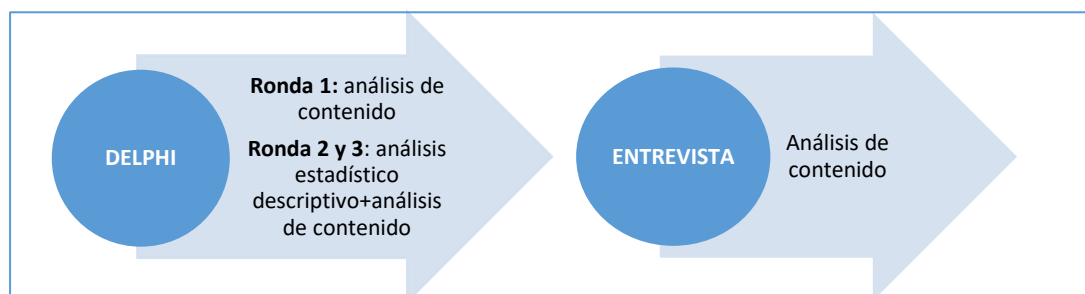 DELPHI
Ronda 1: análisis de
contenido
Ronda 2 y 3: análisis
estadístico
descriptivo+análisis
de contenido
ENTREVISTA
Análisis de
contenido